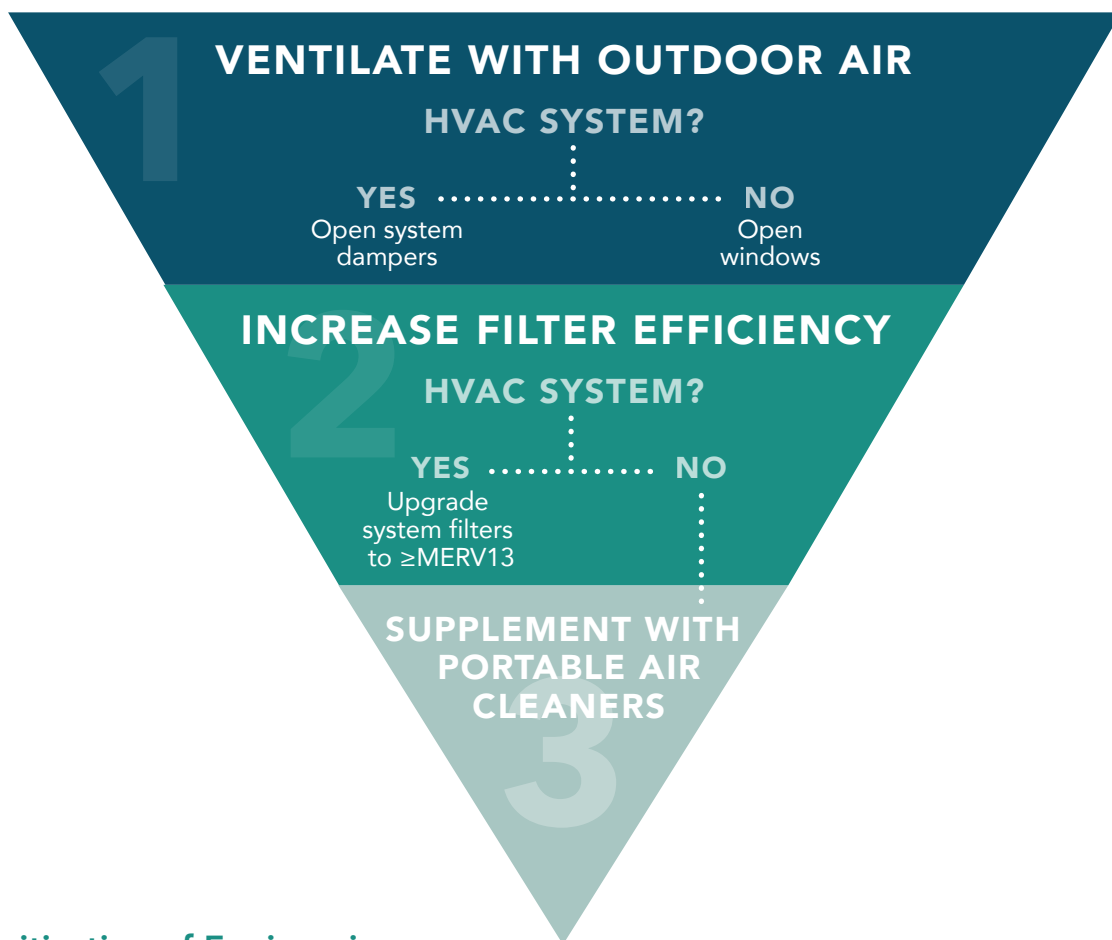 1
VENTILATE WITH OUTDOOR AIR
HVAC SYSTEM?
YES NO
Open system Open
dampers windows
2
INCREASE FILTER EFFICIENCY
HVAC SYSTEM?
YES NO
Upgrade
system filters
to ≥MERV13
SUPPLEMENT WITH
PORTABLE AIR
CLEANERS
3
of